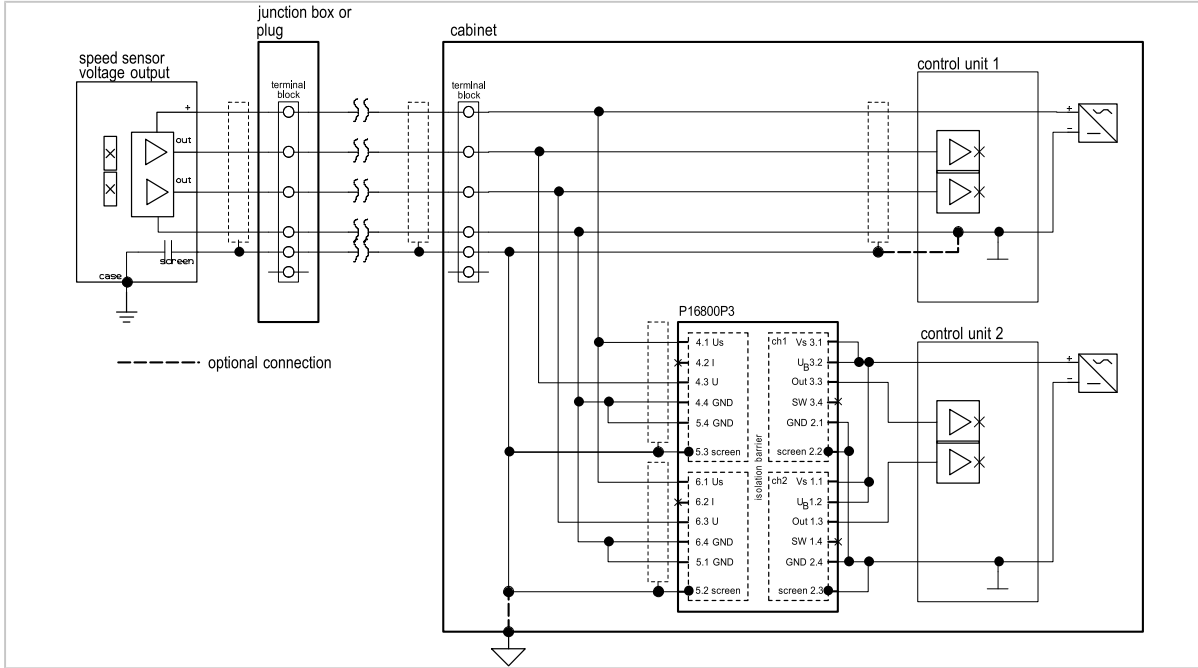 junction box or
plug
cabinet
speed sensor
voltage output
control unit 1
terminal
block
terminal
block
+
+
out
–
out
screen
case
P16800P3
optional connection
control unit 2
4.1 Us
ch1 Vs 3.1
4.2 I
UB3.2
+
4.3 U
Out 3.3
–
4.4 GND
SW 3.4
5.4 GND
GND 2.1
5.3 screen
screen 2.2
isolation barrier
6.1 Us
ch2 Vs 1.1
6.2 I
UB1.2
6.3 U
Out 1.3
6.4 GND
SW 1.4
5.1 GND
GND 2.4
5.2 screen
screen 2.3